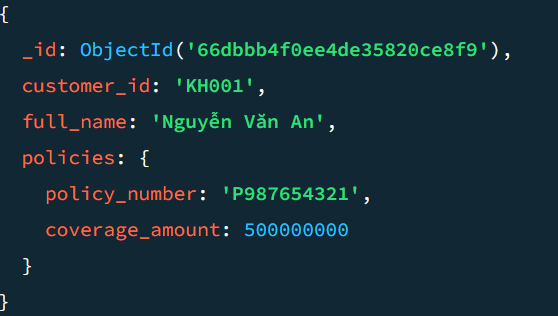 {
  _id: ObjectId('66dbbb4f0ee4de35820ce8f9'),
  customer_id: 'KH001',
  full_name: 'Nguyễn Văn An',
  policies: {
    policy_number: 'P987654321',
    coverage_amount: 500000000
  }
}